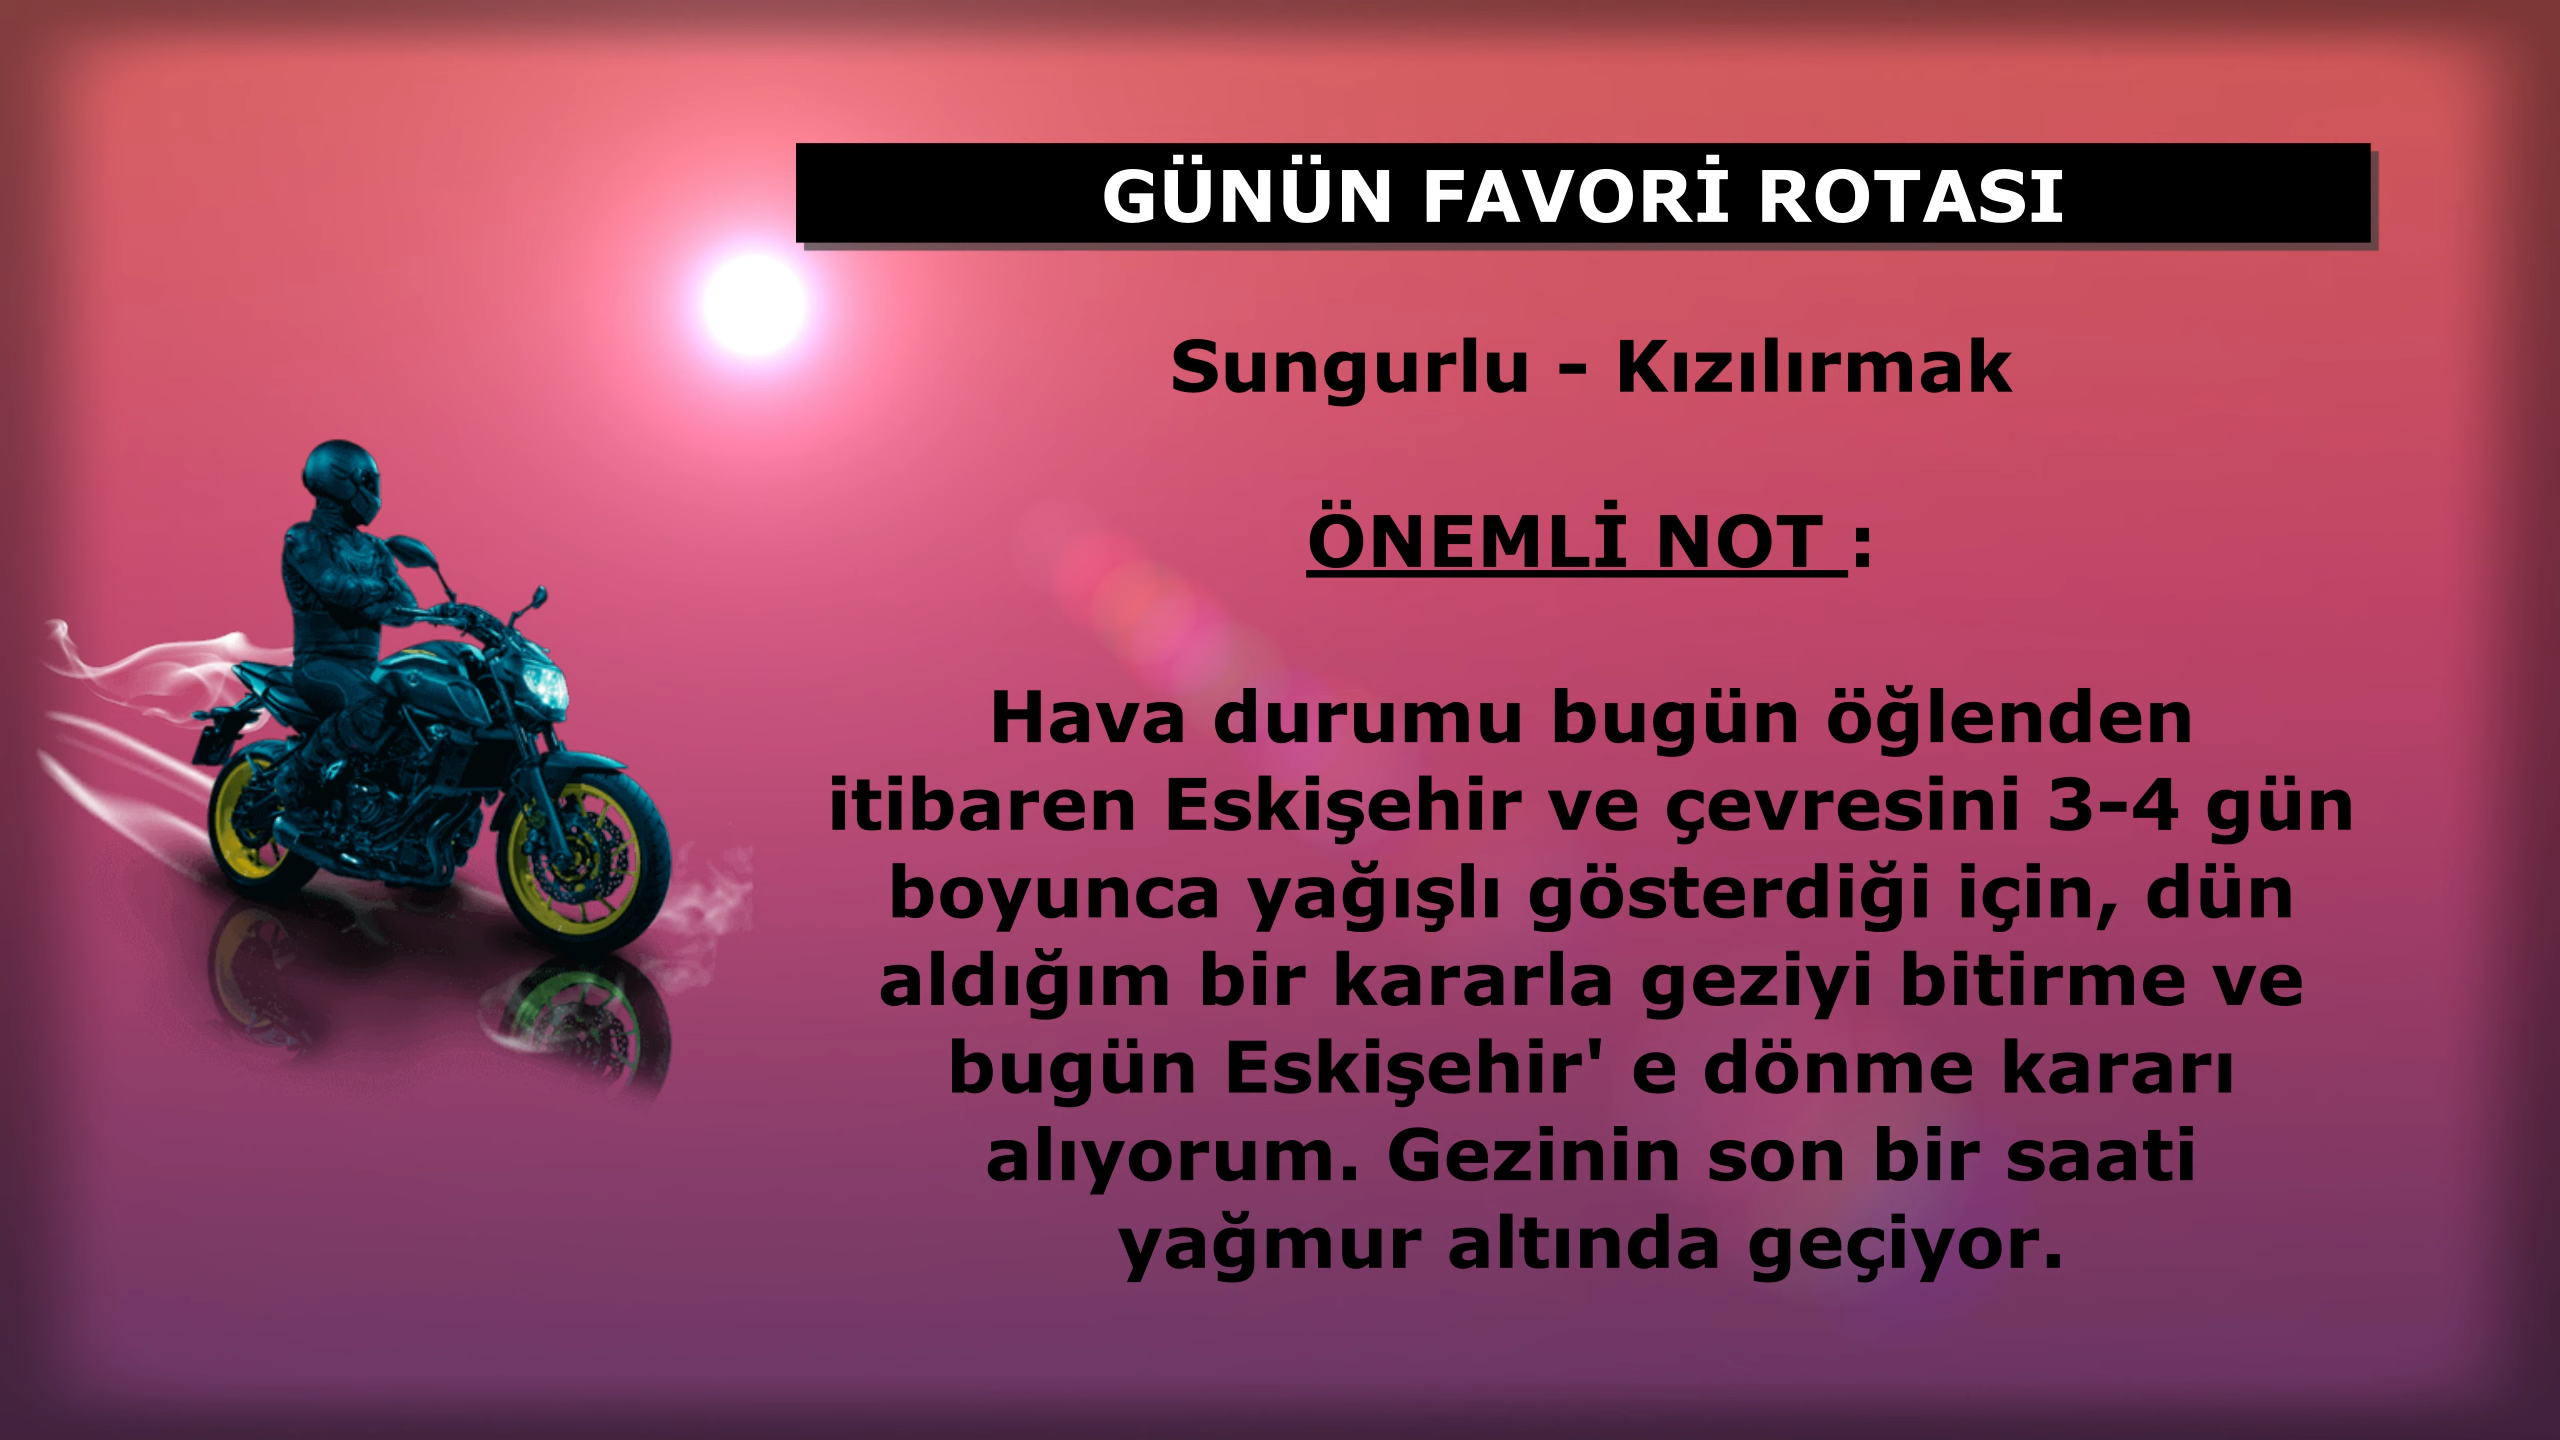 GÜNÜN FAVORİ ROTASI
Sungurlu - Kızılırmak
ÖNEMLİ NOT :
Hava durumu bugün öğlenden
itibaren Eskişehir ve çevresini 3-4 gün
boyunca yağışlı gösterdiği için, dün
aldığım bir kararla geziyi bitirme ve
bugün Eskişehir' e dönme kararı
alıyorum. Gezinin son bir saati
yağmur altında geçiyor.